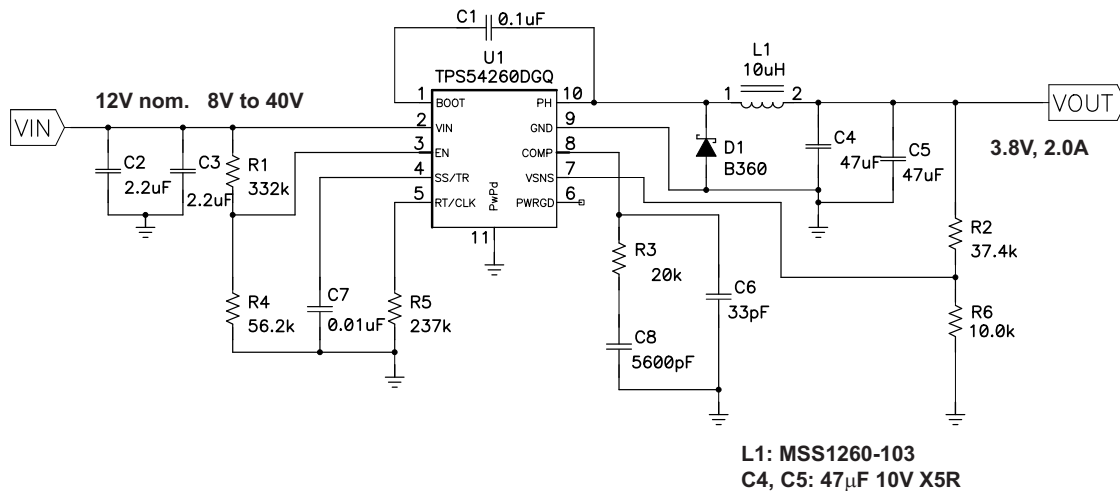 C1
0.1uF
U1
TPS54260DGQ
L1
10uH
12V nom. 8V to 40V
VIN
1 BOOT
2 VIN
3 EN
4 SS/TR
5 RT/CLK
PH 10
GND 9
COMP 8
VSNS 7
PWRGD 6
PwPd
11
1 2
VOUT
3.8V, 2.0A
C2
2.2uF
C3
2.2uF
R1
332k
D1
B360
C4
47uF
C5
47uF
R2
37.4k
R3
20k
C6
33pF
R4
56.2k
C7
0.01uF
R5
237k
R6
10.0k
C8
5600pF
L1: MSS1260-103
C4, C5: 47μF 10V X5R